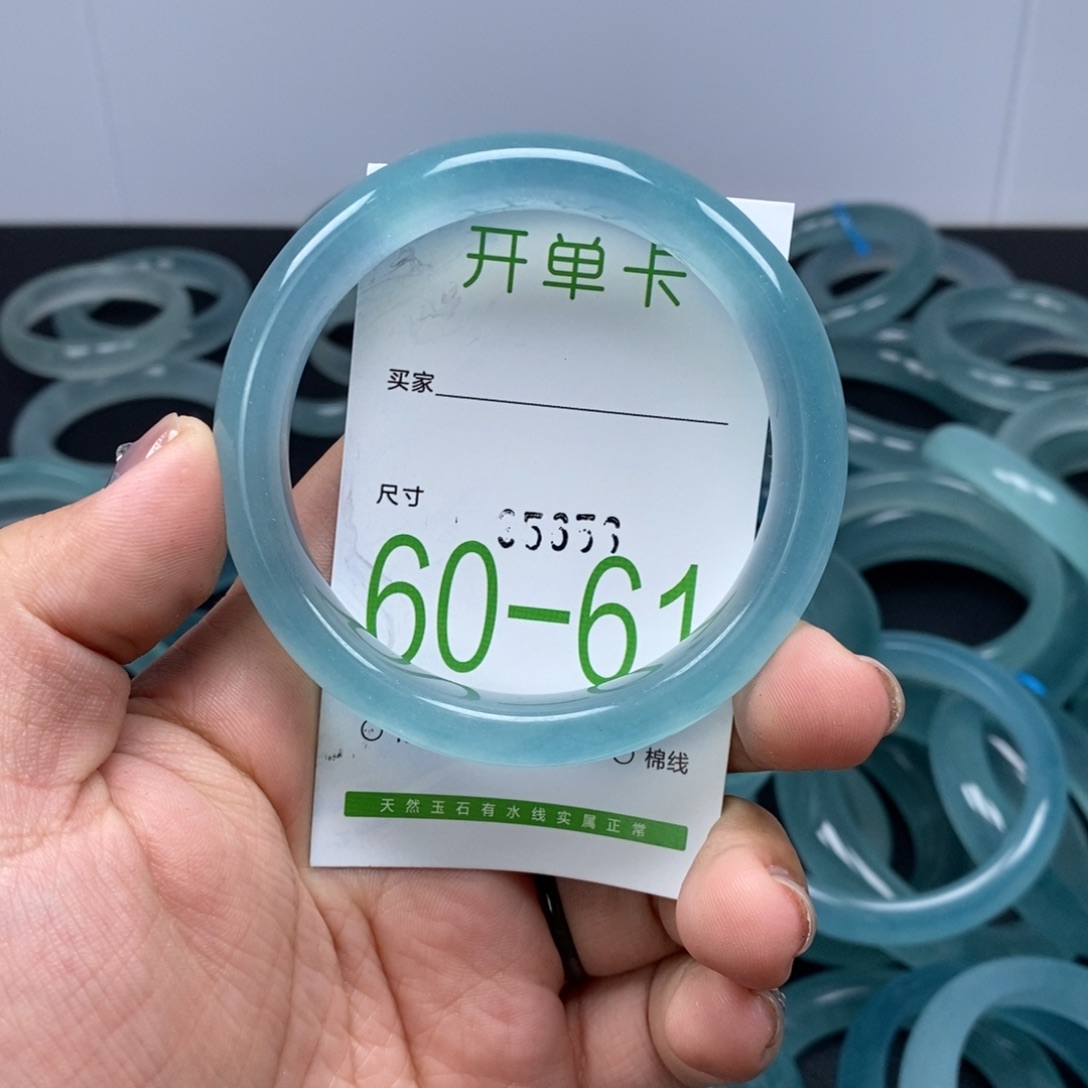 开单卡
买家
尺寸
60-61
棉线
天然玉石有水线实属正常